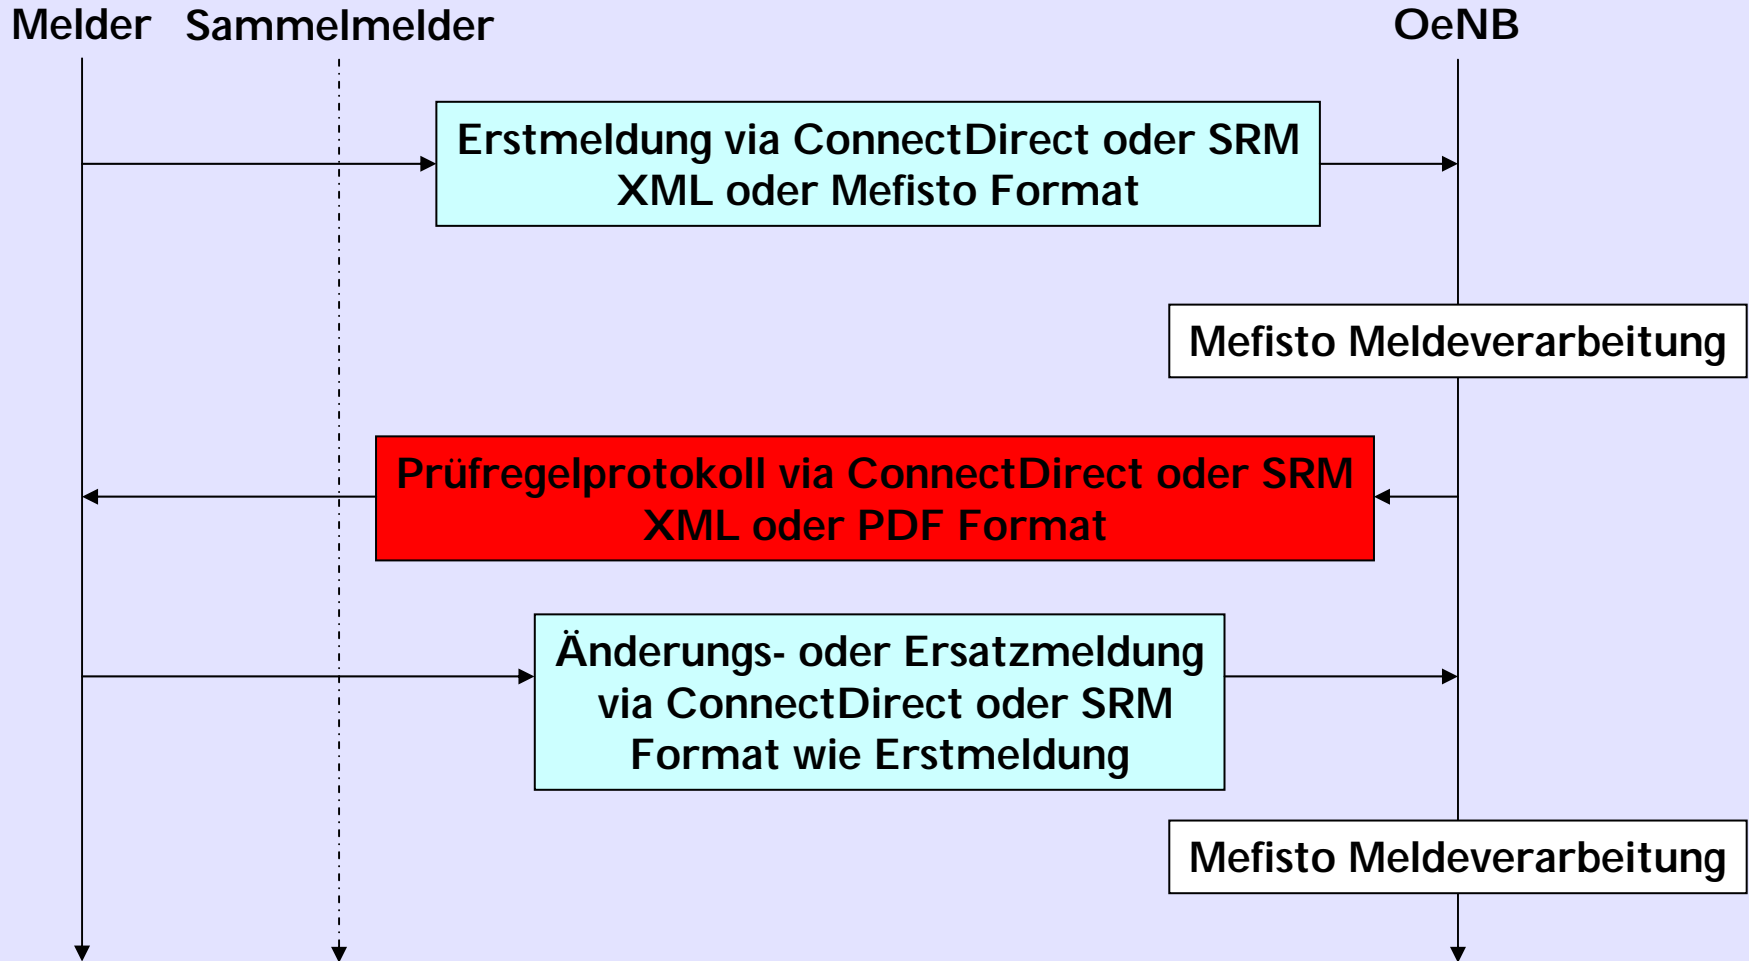 Melder
Sammelmelder
OeNB
Erstmeldung via ConnectDirect oder SRM
XML oder Mefisto Format
Mefisto Meldeverarbeitung
Prüfregelprotokoll via ConnectDirect oder SRM
XML oder PDF Format
Änderungs- oder Ersatzmeldung
via ConnectDirect oder SRM
Format wie Erstmeldung
Mefisto Meldeverarbeitung